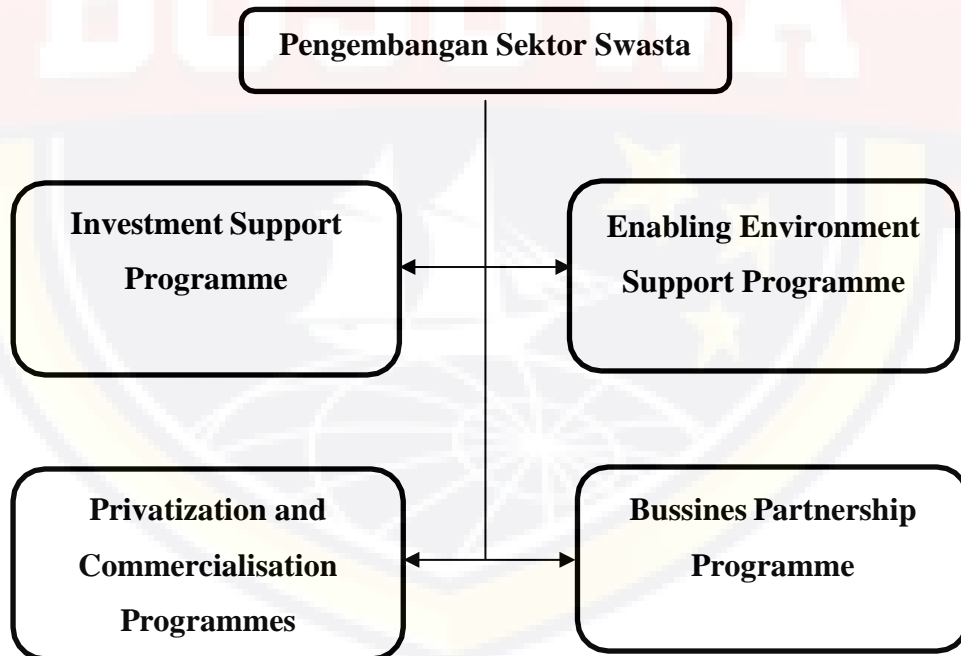 Pengembangan Sektor Swasta
Investment Support
Programme
Enabling Environment
Support Programme
Privatization and
Commercialisation
Programmes
Bussines Partnership
Programme